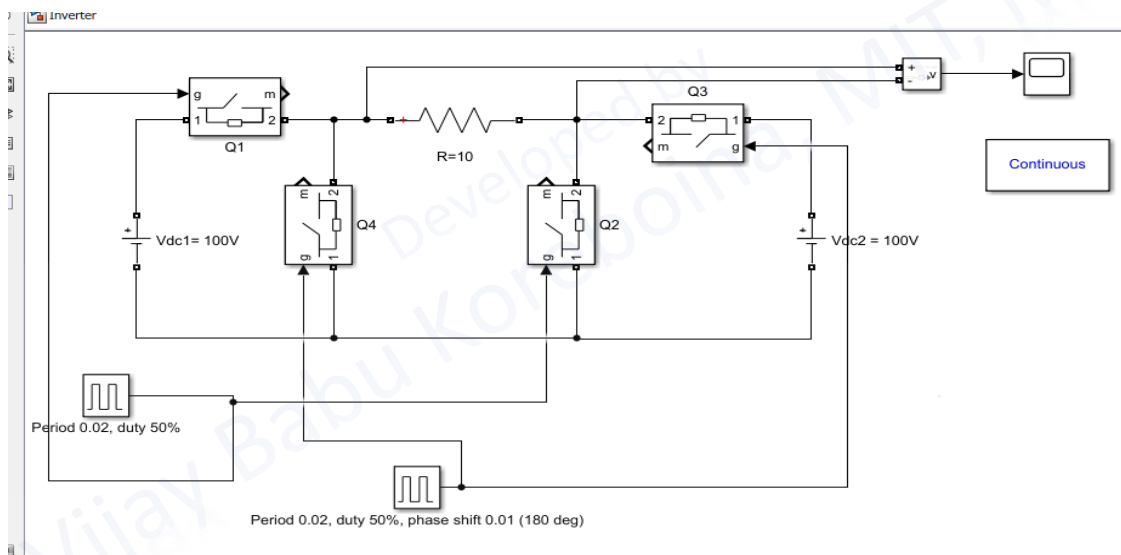 Inverter
g
m
1
2
Q1
R=10
+
-
v
Q3
2
1
m
g
Continuous
m
2
Q4
g
1
m
2
Q2
g
1
+
Vdc1= 100V
+
Vdc2 = 100V
Period 0.02, duty 50%
Period 0.02, duty 50%, phase shift 0.01 (180 deg)
Developed by
Vijay Babu Koreboina, MIT,